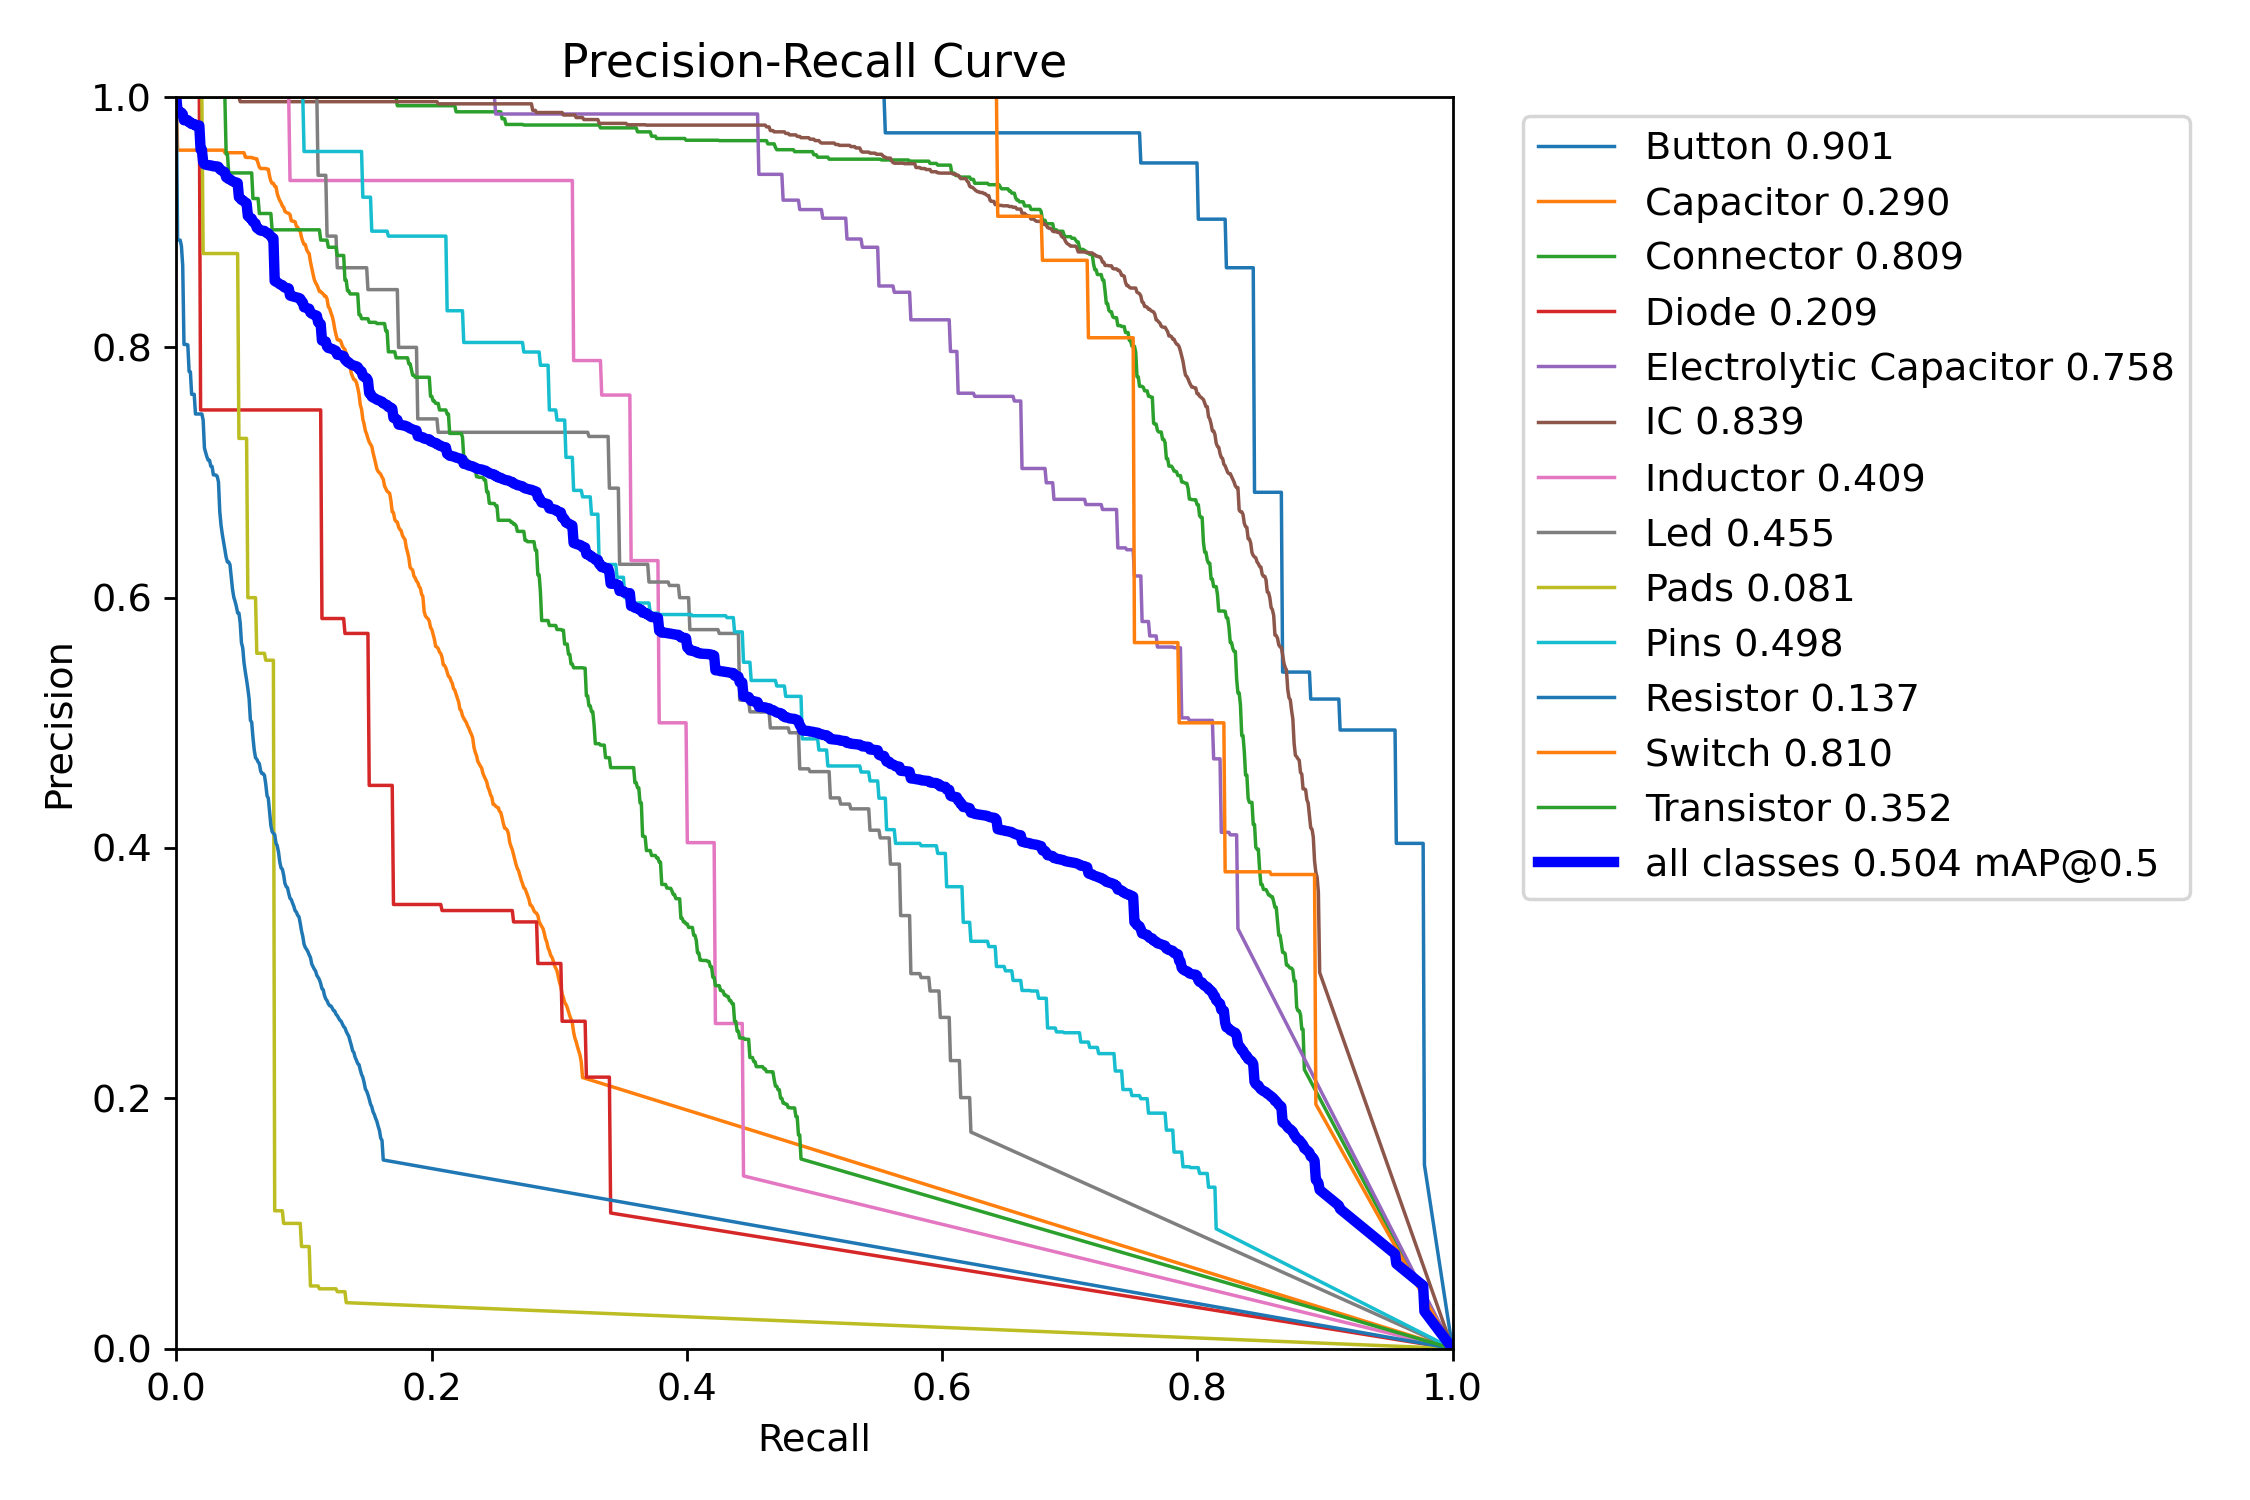 Precision-Recall Curve
1.0
0.8
0.6
0.4
0.2
0.0
Precision
0.0 0.2 0.4 0.6 0.8 1.0
Recall
Button 0.901
Capacitor 0.290
Connector 0.809
Diode 0.209
Electrolytic Capacitor 0.758
IC 0.839
Inductor 0.409
Led 0.455
Pads 0.081
Pins 0.498
Resistor 0.137
Switch 0.810
Transistor 0.352
all classes 0.504 mAP@0.5